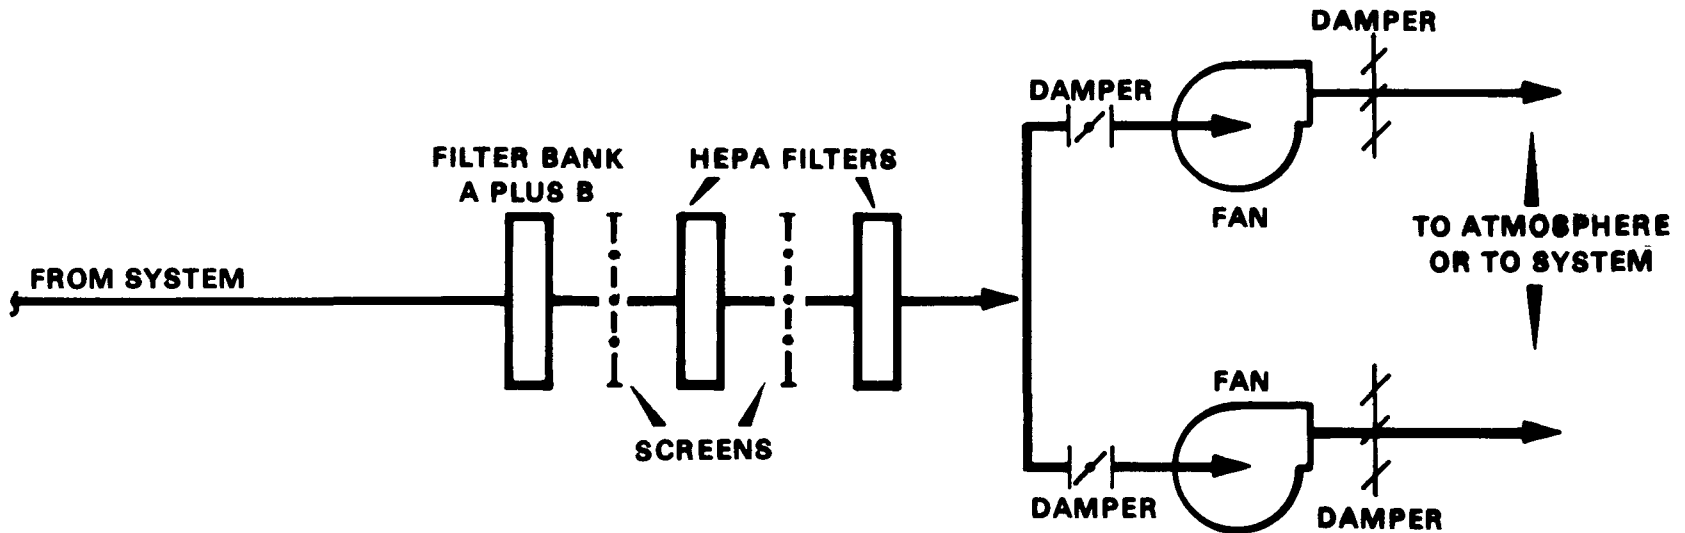 DAMPER
DAMPER
FILTER BANK
A PLUS B
HEPA FILTERS
FAN
TO ATMOSPHERE
OR TO SYSTEM
FROM SYSTEM
SCREENS
FAN
DAMPER
DAMPER